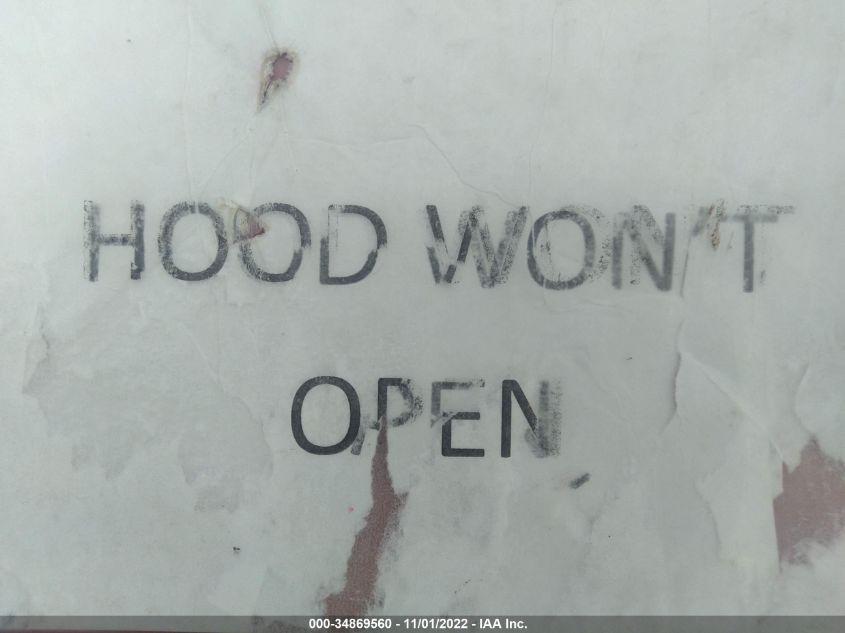 HOOD WON'T
OPEN
000-34869560 - 11/01/2022 - IAA Inc.